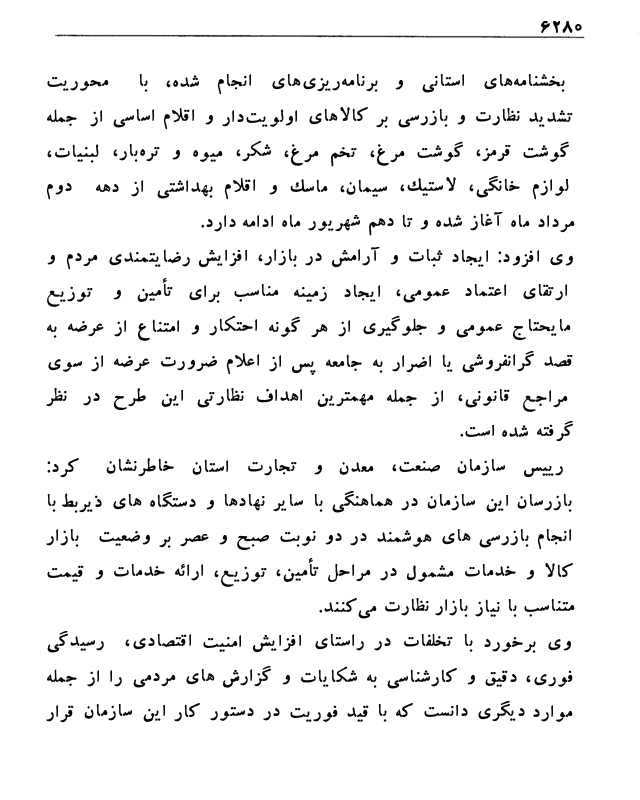 ۶۲۸۰
بخشنامه‌های استانی و برنامه‌ریزی‌های انجام شده، با محوریت
تشدید نظارت و بازرسی بر کالاهای اولویت‌دار و اقلام اساسی از جمله
گوشت قرمز، گوشت مرغ، تخم مرغ، شکر، میوه و تره‌بار، لبنیات،
لوازم خانگی، لاستیك، سیمان، ماسك و اقلام بهداشتی از دهه دوم
مرداد ماه آغاز شده و تا دهم شهریور ماه ادامه دارد.
وی افزود: ایجاد ثبات و آرامش در بازار، افزایش رضایتمندی مردم و
ارتقای اعتماد عمومی، ایجاد زمینه مناسب برای تأمین و توزیع
مایحتاج عمومی و جلوگیری از هر گونه احتکار و امتناع از عرضه به
قصد گرانفروشی یا اضرار به جامعه پس از اعلام ضرورت عرضه از سوی
مراجع قانونی، از جمله مهمترین اهداف نظارتی این طرح در نظر
گرفته شده است.
رییس سازمان صنعت، معدن و تجارت استان خاطرنشان کرد:
بازرسان این سازمان در هماهنگی با سایر نهادها و دستگاه های ذیربط با
انجام بازرسی های هوشمند در دو نوبت صبح و عصر بر وضعیت بازار
کالا و خدمات مشمول در مراحل تأمین، توزیع، ارائه خدمات و قیمت
متناسب با نیاز بازار نظارت می‌کنند.
وی برخورد با تخلفات در راستای افزایش امنیت اقتصادی، رسیدگی
فوری، دقیق و کارشناسی به شکایات و گزارش های مردمی را از جمله
موارد دیگری دانست که با قید فوریت در دستور کار این سازمان قرار